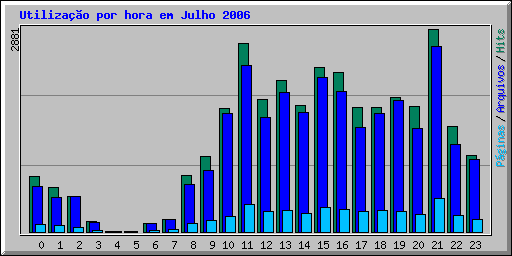 Utilização por hora em Julho 2006
2881
Páginas / Arquivos / Hits
0 1 2 3 4 5 6 7 8 9 10 11 12 13 14 15 16 17 18 19 20 21 22 23